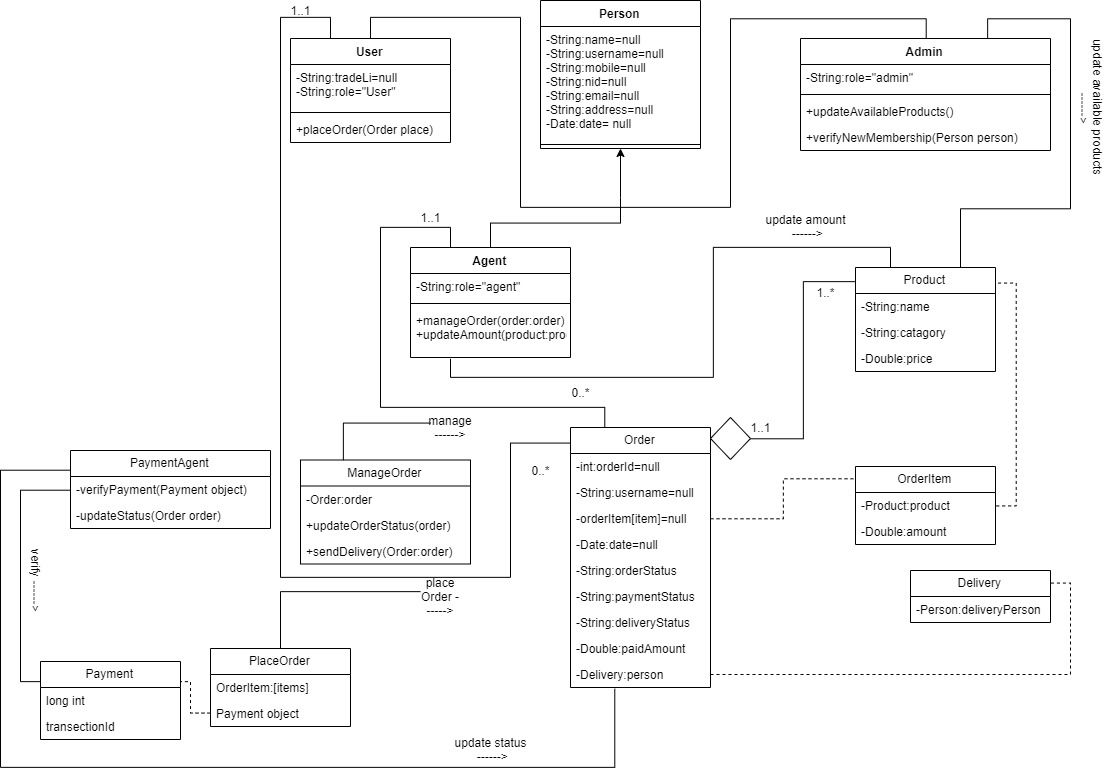 1..1
Person
-String:name=null
-String:username=null
-String:mobile=null
-String:nid=null
-String:email=null
-String:address=null
-Date:date= null
User
-String:tradeLi=null
-String:role="User"
+placeOrder(Order place)
Admin
-String:role="admin"
+updateAvailableProducts()
+verifyNewMembership(Person person)
update available products
------>
1..1
Agent
-String:role="agent"
+manageOrder(order:order)
+updateAmount(product:pro
update amount
------>
1..*
Product
-String:name
-String:catagory
-Double:price
0..*
manage
------>
1..1
0..*
Order
-int:orderId=null
-String:username=null
-orderItem[item]=null
-Date:date=null
-String:orderStatus
-String:paymentStatus
-String:deliveryStatus
-Double:paidAmount
-Delivery:person
PaymentAgent
-verifyPayment(Payment object)
-updateStatus(Order order)
ManageOrder
-Order:order
+updateOrderStatus(order)
+sendDelivery(Order:order)
OrderItem
-Product:product
-Double:amount
Delivery
-Person:deliveryPerson
verify
------>
place
Order -
----->
Payment
long int
transectionId
PlaceOrder
OrderItem:[items]
Payment object
update status
------>